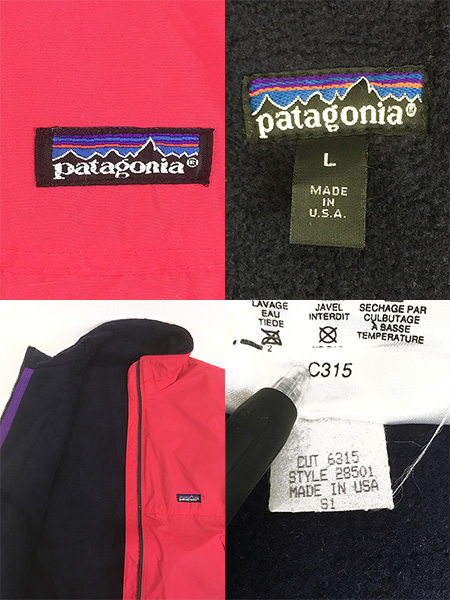 patagonia®
patagonia®
L
MADE
IN
U.S.A.
patagonia
LAVAGE
EAU
TIEDE
JAVEL
INTERDIT
SECHAGE PAR
CULBUTAGE
À BASSE
TEMPERATURE
C315
CUT 6315
STYLE 28501
MADE IN USA
S1